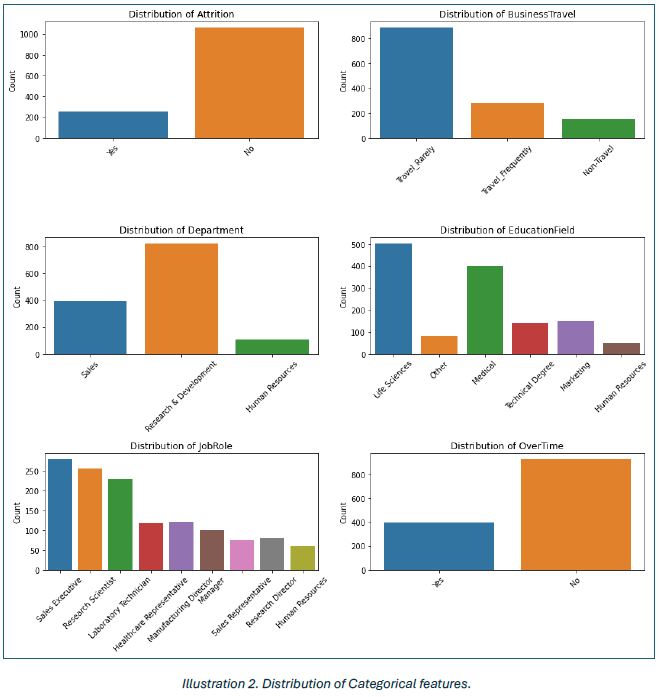 Distribution of Attrition
Count
1000
800
600
400
200
0
Yes
No
Distribution of BusinessTravel
Count
800
600
400
200
0
Travel_Rarely
Travel_Frequently
Non-Travel
Distribution of Department
Count
800
600
400
200
0
Sales
Research & Development
Human Resources
Distribution of EducationField
Count
500
400
300
200
100
0
Life Sciences
Other
Medical
Technical Degree
Marketing
Human Resources
Distribution of JobRole
Count
250
200
150
100
50
0
Sales Executive
Research Scientist
Laboratory Technician
Healthcare Representative
Manufacturing Director
Manager
Sales Representative
Research Director
Human Resources
Distribution of OverTime
Count
800
600
400
200
0
Yes
No
Illustration 2. Distribution of Categorical features.